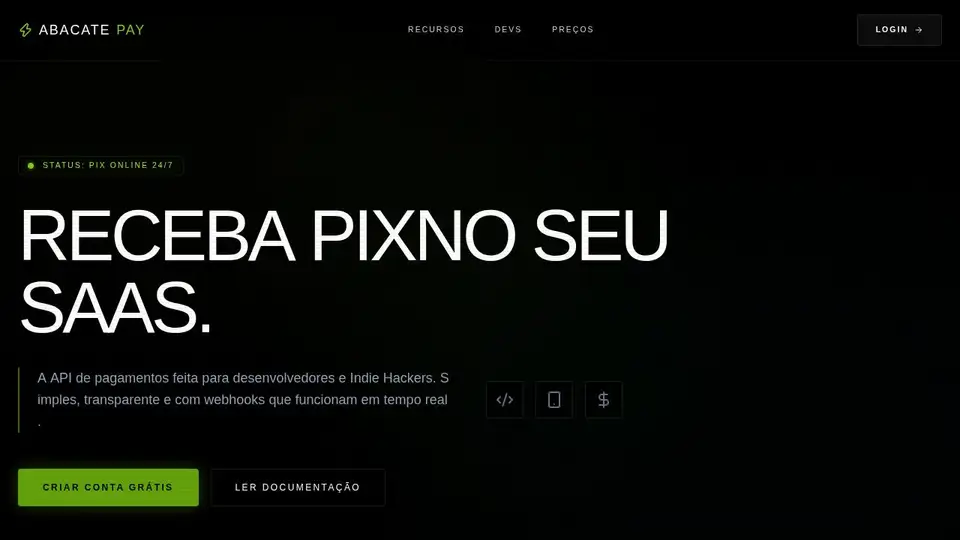 ABACATE PAY
RECURSOS
DEVS
PREÇOS
LOGIN →
STATUS: PIX ONLINE 24/7
RECEBA PIXNO SEU
SAAS.
A API de pagamentos feita para desenvolvedores e Indie Hackers. S
imples, transparente e com webhooks que funcionam em tempo real
.
CRIAR CONTA GRÁTIS
LER DOCUMENTAÇÃO